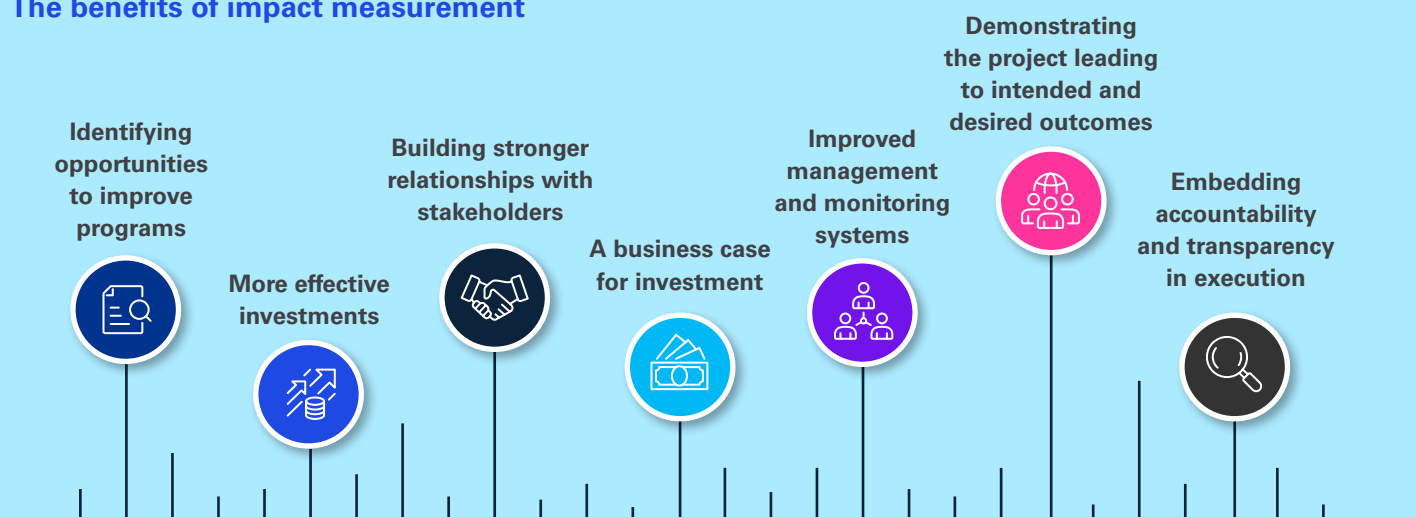 The benefits of impact measurement
Identifying
opportunities
to improve
programs
More effective
investments
Building stronger
relationships with
stakeholders
A business case
for investment
Improved
management
and monitoring
systems
Demonstrating
the project leading
to intended and
desired outcomes
Embedding
accountability
and transparency
in execution